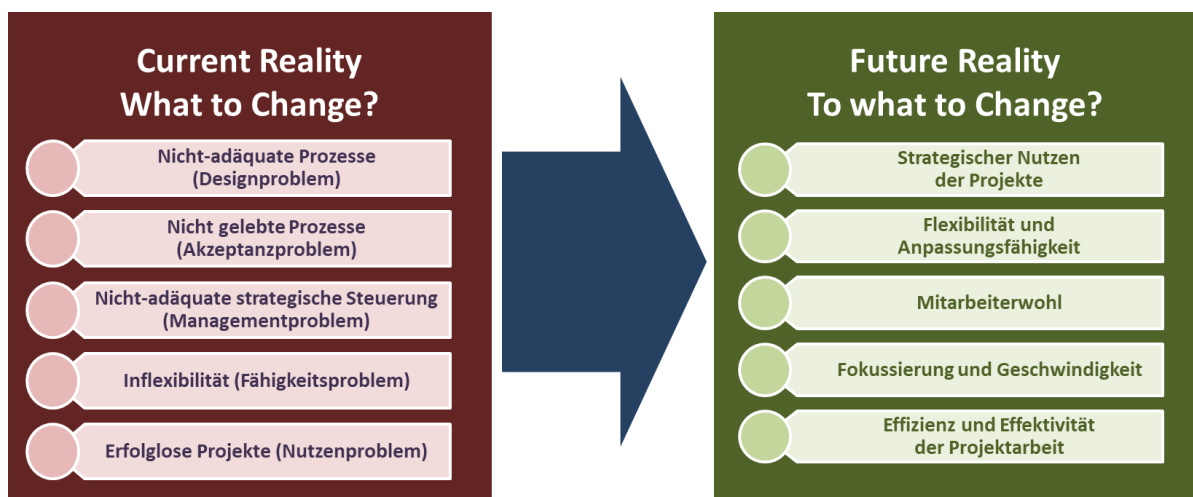 Current Reality
What to Change?
Nicht-adäquate Prozesse
(Designproblem)
Nicht gelebte Prozesse
(Akzeptanzproblem)
Nicht-adäquate strategische Steuerung
(Managementproblem)
Inflexibilität (Fähigkeitsproblem)
Erfolglose Projekte (Nutzenproblem)
Future Reality
To what to Change?
Strategischer Nutzen
der Projekte
Flexibilität und
Anpassungsfähigkeit
Mitarbeiterwohl
Fokussierung und Geschwindigkeit
Effizienz und Effektivität
der Projektarbeit